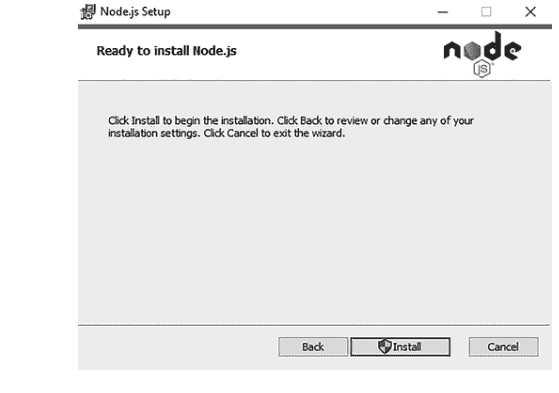 Node.js Setup
Ready to install Node.js
node
JS
Click Install to begin the installation. Click Back to review or change any of your
installation settings. Click Cancel to exit the wizard.
Back Install Cancel